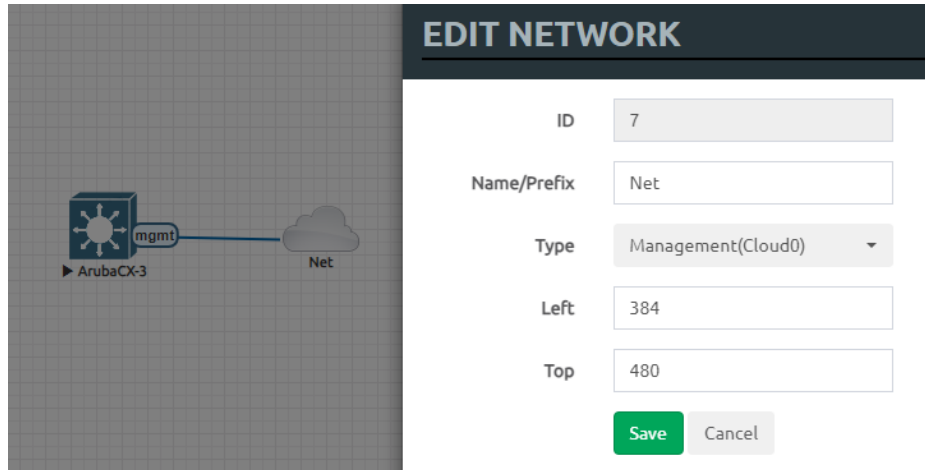 EDIT NETWORK
ID 7
Name/Prefix Net
Type Management(Cloud0)
Left 384
Top 480
Save Cancel
mgmt
ArubaCX-3
Net